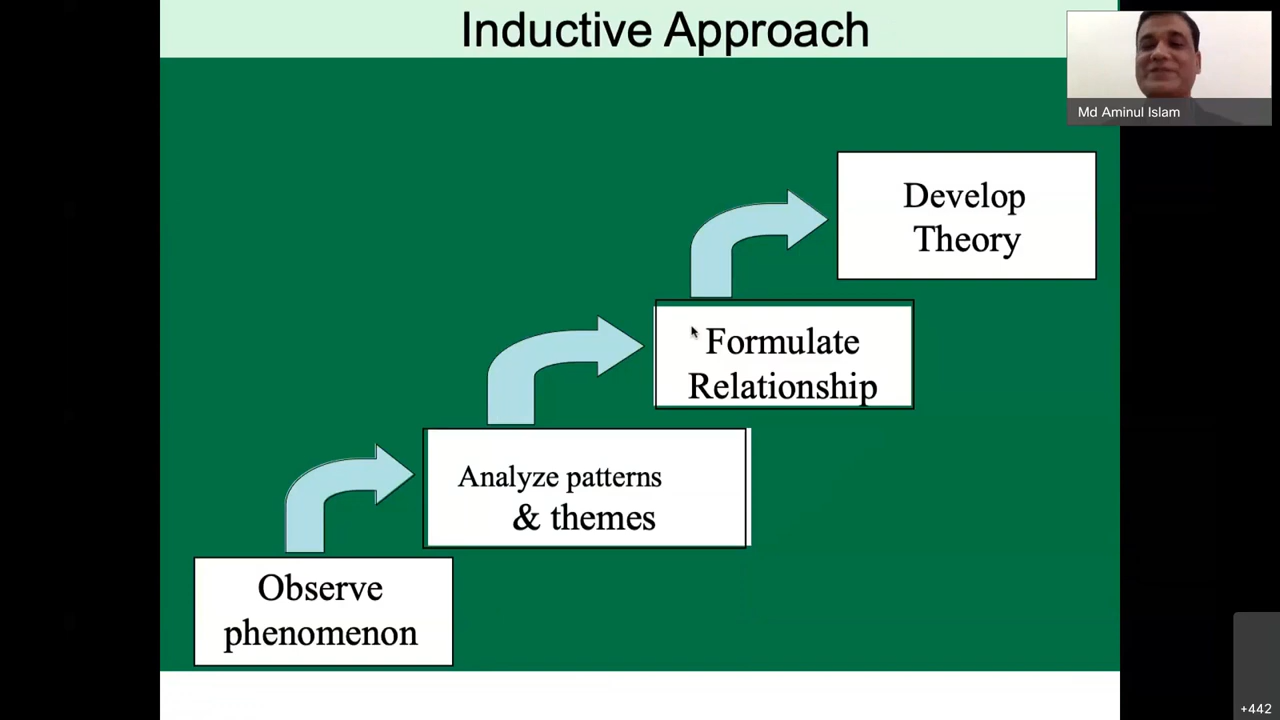 Inductive Approach
Md Aminul Islam
Develop
Theory
Formulate
Relationship
Analyze patterns
& themes
Observe
phenomenon
+442